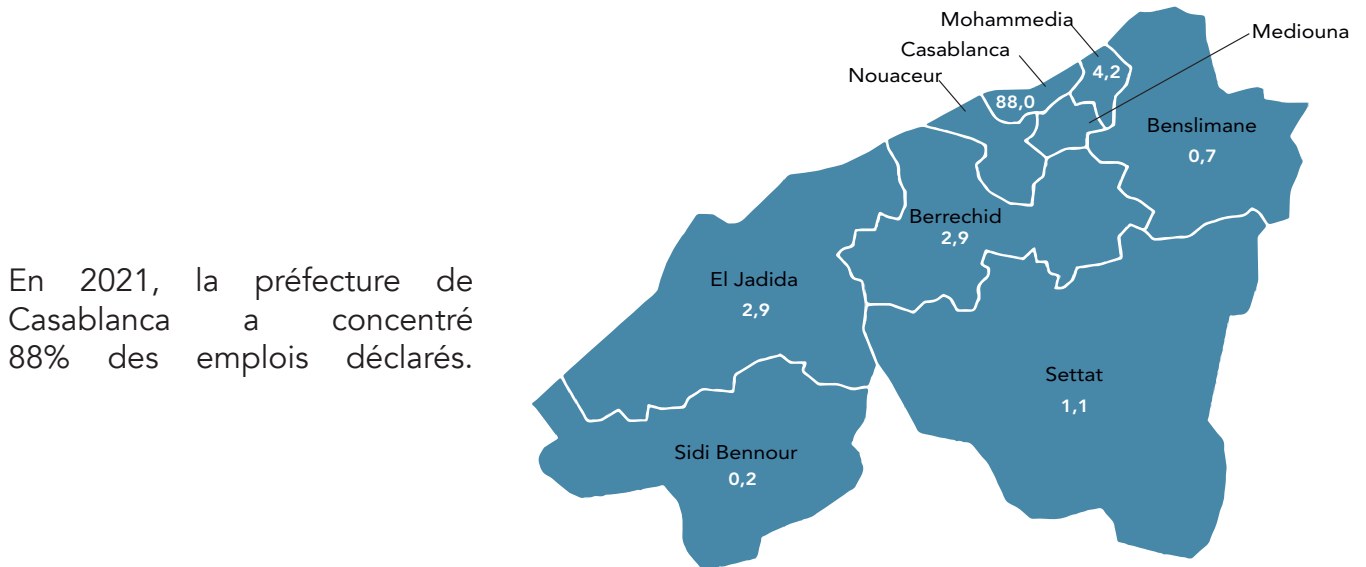 En 2021, la préfecture de
Casablanca a concentré
88% des emplois déclarés.
Mohammedia
Casablanca
Nouaceur
Mediouna
4,2
88,0
Benslimane
0,7
Berrechid
2,9
El Jadida
2,9
Settat
1,1
Sidi Bennour
0,2